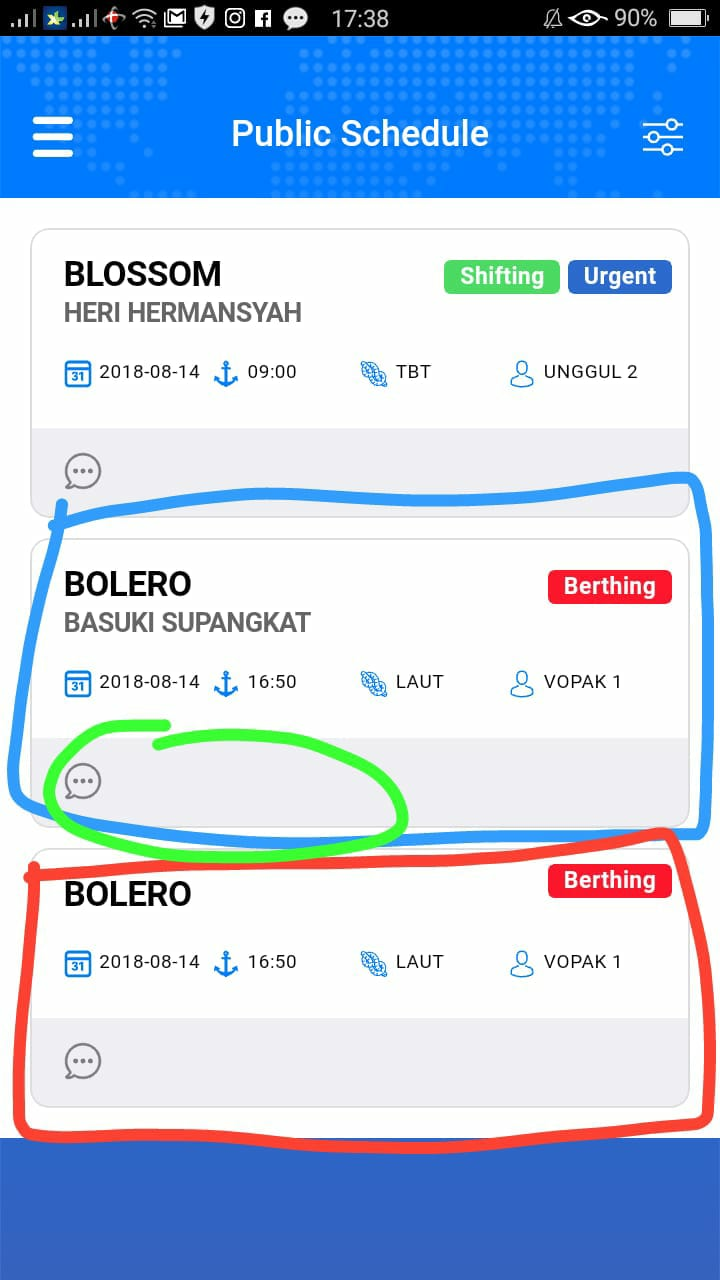 17:38 90%
Public Schedule
BLOSSOM Shifting Urgent
HERI HERMANSYAH
31 2018-08-14 09:00 TBT UNGGUL 2
BOLERO Berthing
BASUKI SUPANGKAT
31 2018-08-14 16:50 LAUT VOPAK 1
BOLERO Berthing
31 2018-08-14 16:50 LAUT VOPAK 1